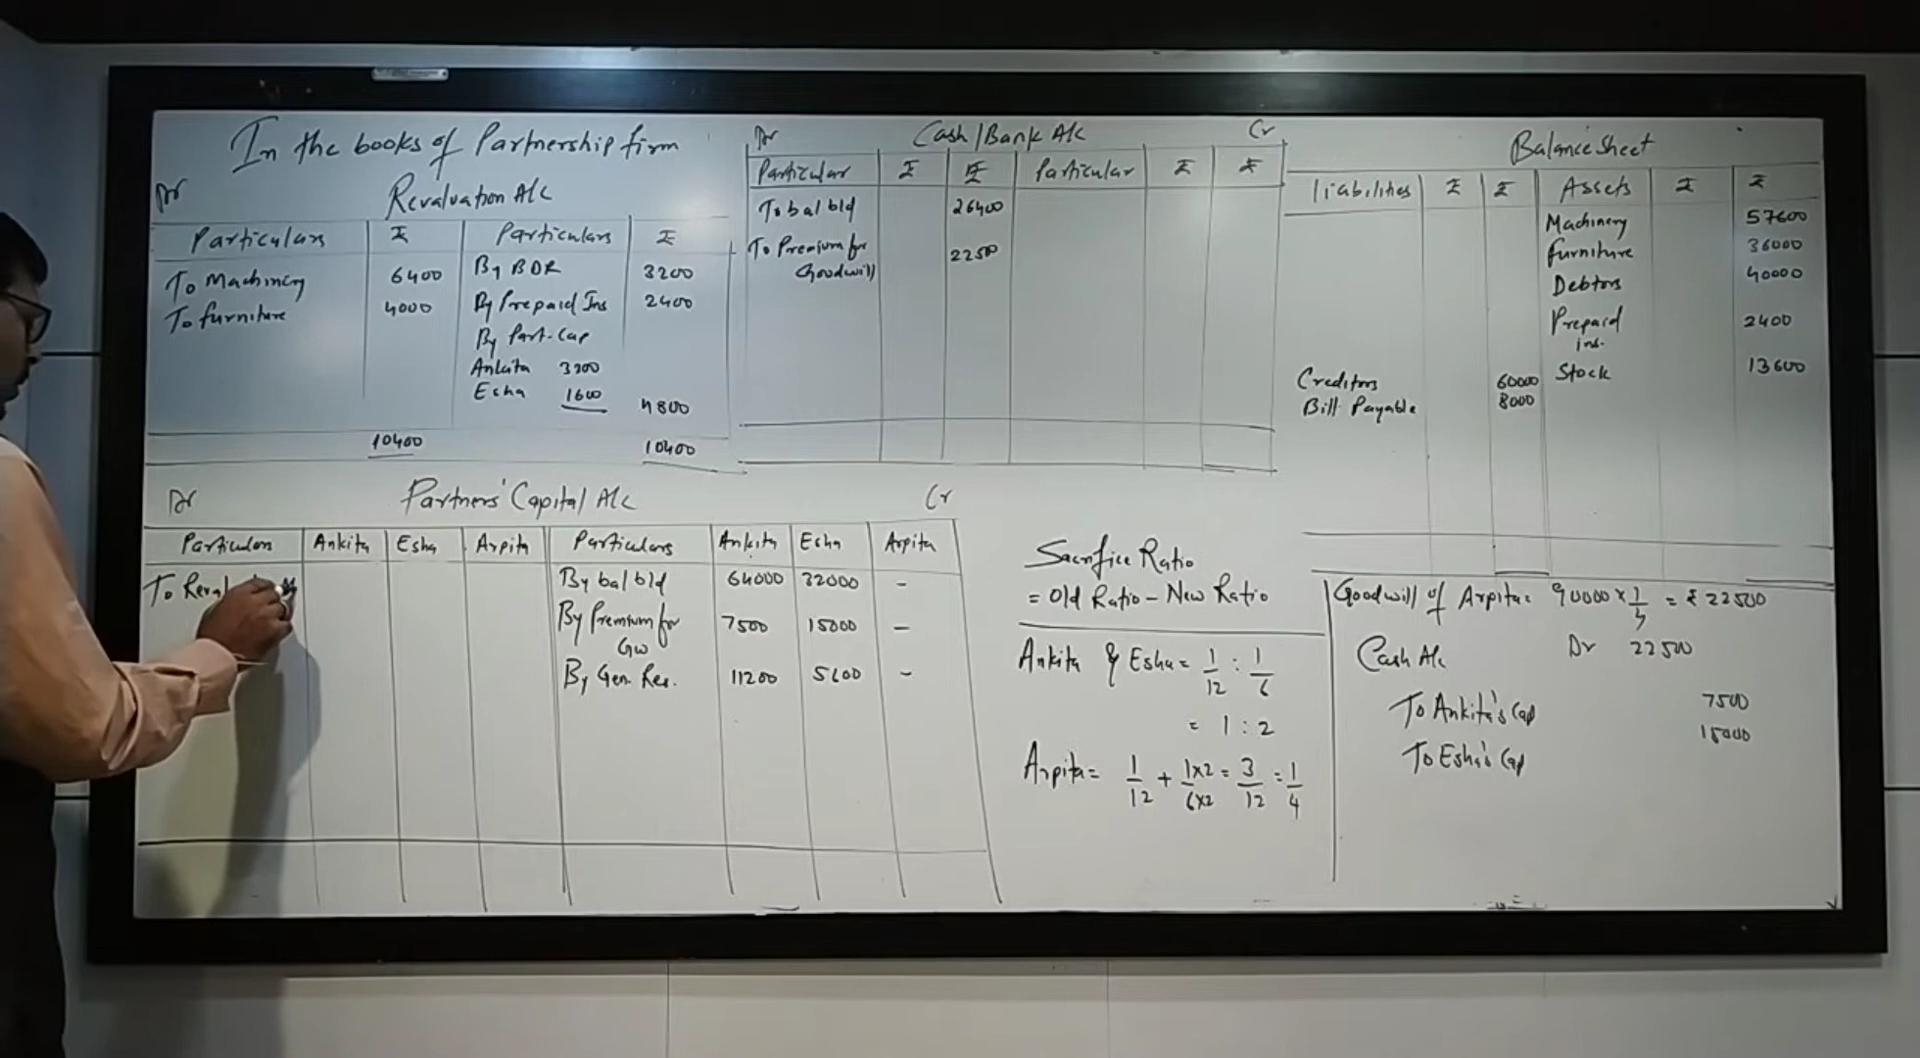 In the books of Partnership firm
Dr Revaluation A/c
Particulars ₹ Particulars ₹
To Machinery 6400 By BDR 3200
To furniture 4000 By Prepaid Ins 2400
By Part. Cap
Ankita 3200
Esha 1600 4800
10400 10400
Dr Cash/Bank A/c Cr
Particular ₹ ₹ Particular ₹ ₹
To bal b/d 26400
To Premium for
Goodwill 22500
Balance Sheet
Liabilities ₹ ₹ Assets ₹ ₹
Machinery 57600
furniture 36000
Debtors 40000
Prepaid 2400
ins.
Creditors 60000 Stock 13600
Bill Payable 8000
Dr Partners' Capital A/c Cr
Particulars Ankita Esha Arpita Particulars Ankita Esha Arpita
To By bal b/d 64000 32000 -
By Premium for 7500 15000 -
GW
By Gen. Res. 11200 5600 -
Sacrifice Ratio
= Old Ratio - New Ratio
Ankita & Esha = 1/12 : 1/6
= 1 : 2
Arpita = 1/12 + 1x2/6x2 = 3/12 = 1/4
Goodwill of Arpita = 90000 x 1/4 = ₹ 22500
Cash A/c Dr 22500
To Ankita's Cap 7500
To Esha's Cap 15000